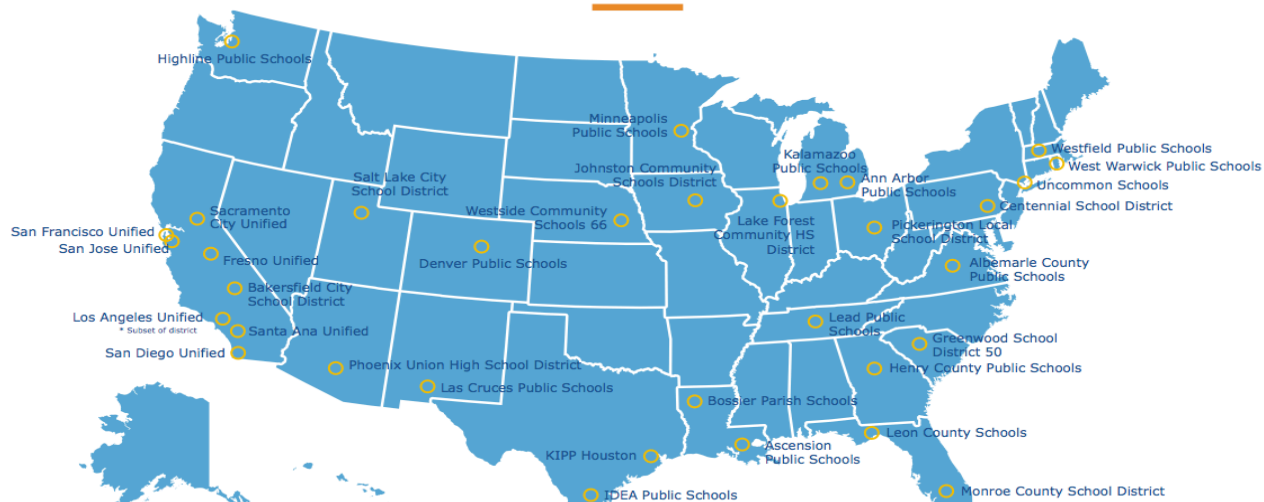 Highline Public Schools
Minneapolis
Public Schools
Kalamazoo
Public Schools
Westfield Public Schools
West Warwick Public Schools
Johnston Community
Schools District
Salt Lake City
School District
Ann Arbor
Public Schools
Uncommon Schools
Centennial School District
Sacramento
City Unified
Westside Community
Schools 66
Lake Forest
Community HS
District
Pickerington Local
School District
San Francisco Unified
San Jose Unified
Fresno Unified
Denver Public Schools
Albemarle County
Public Schools
Bakersfield City
School District
Los Angeles Unified
* Subset of district
Santa Ana Unified
Lead Public
Schools
San Diego Unified
Greenwood School
District 50
Phoenix Union High School District
Henry County Public Schools
Las Cruces Public Schools
Bossier Parish Schools
Leon County Schools
Ascension
Public Schools
KIPP Houston
IDEA Public Schools
Monroe County School District